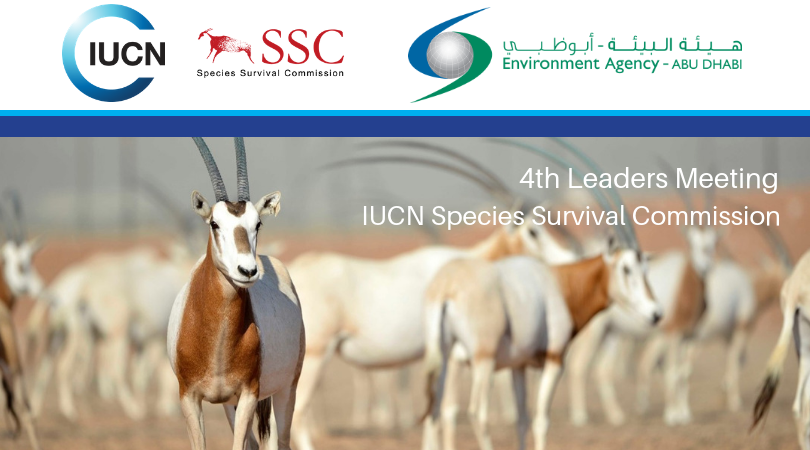 IUCN
SSC
Species Survival Commission
هيئة البيئة - أبوظبي
Environment Agency - ABU DHABI
4th Leaders Meeting
IUCN Species Survival Commission